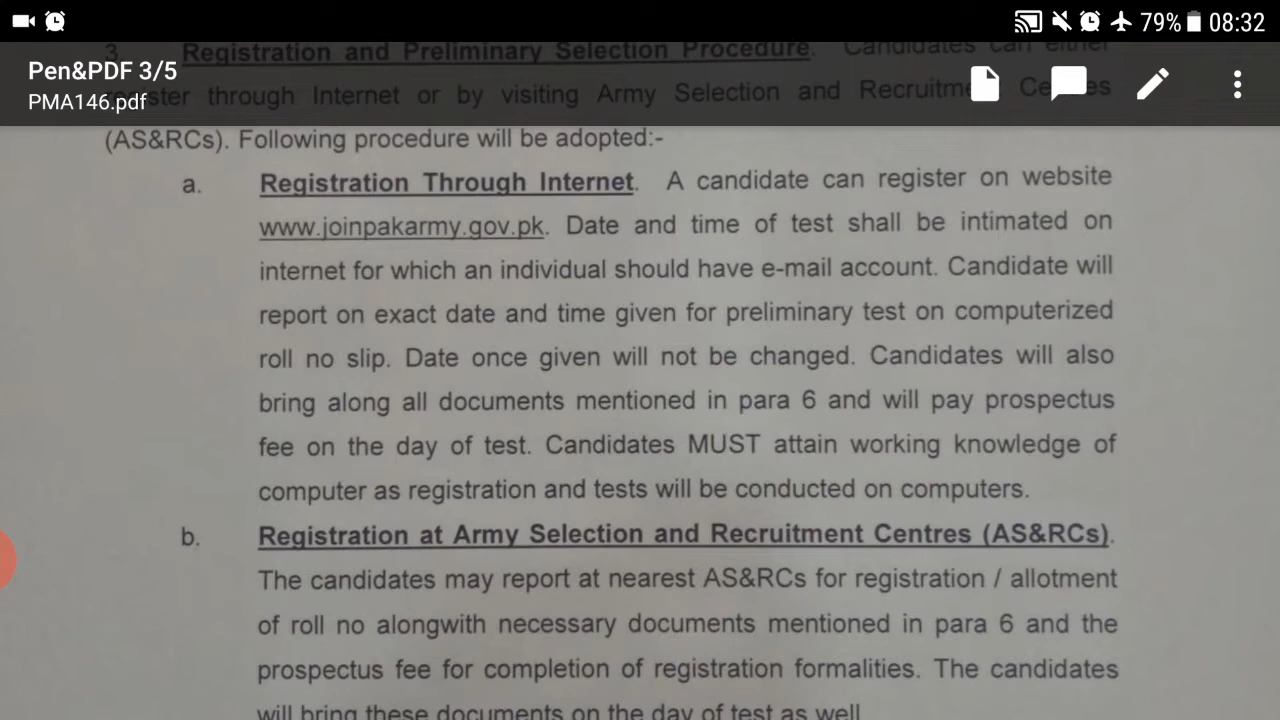 79% 08:32
3. Registration and Preliminary Selection Procedure. Candidates can either
Pen&PDF 3/5
register through Internet or by visiting Army Selection and Recruitment Centres
PMA146.pdf
(AS&RCs). Following procedure will be adopted:-
a. Registration Through Internet. A candidate can register on website
www.joinpakarmy.gov.pk. Date and time of test shall be intimated on
internet for which an individual should have e-mail account. Candidate will
report on exact date and time given for preliminary test on computerized
roll no slip. Date once given will not be changed. Candidates will also
bring along all documents mentioned in para 6 and will pay prospectus
fee on the day of test. Candidates MUST attain working knowledge of
computer as registration and tests will be conducted on computers.
b. Registration at Army Selection and Recruitment Centres (AS&RCs).
The candidates may report at nearest AS&RCs for registration / allotment
of roll no alongwith necessary documents mentioned in para 6 and the
prospectus fee for completion of registration formalities. The candidates
will bring these documents on the day of test as well